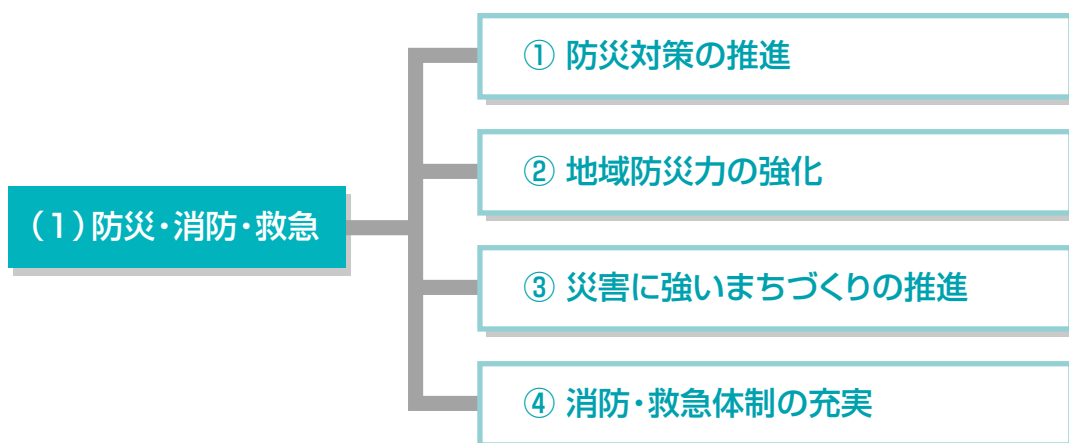 (1)防災・消防・救急
① 防災対策の推進
② 地域防災力の強化
③ 災害に強いまちづくりの推進
④ 消防・救急体制の充実